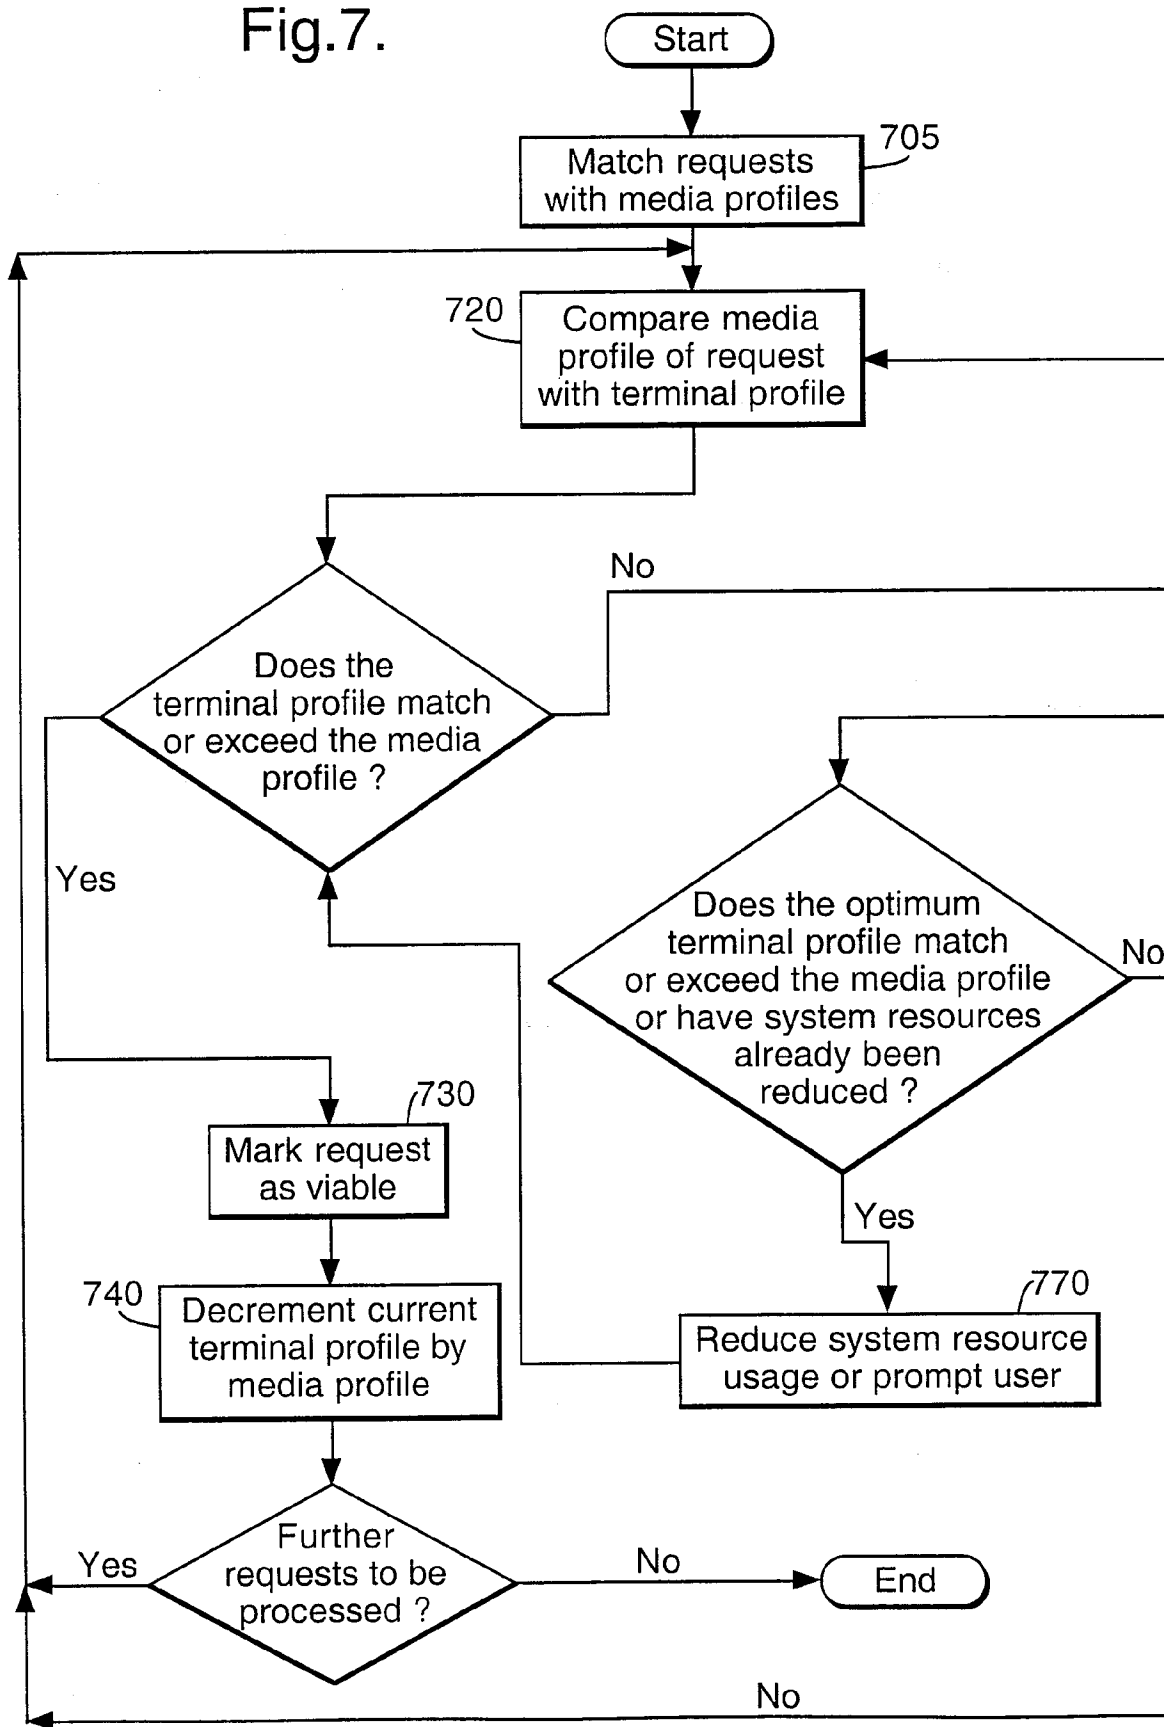 Fig.7.
Start
705
Match requests
with media profiles
720
Compare media
profile of request
with terminal profile
No
Does the
terminal profile match
or exceed the media
profile ?
Yes
Does the optimum
terminal profile match
or exceed the media profile
or have system resources
already been
reduced ?
No
730
Mark request
as viable
Yes
740
Decrement current
terminal profile by
media profile
770
Reduce system resource
usage or prompt user
Further
requests to be
processed ?
Yes
No
End
No